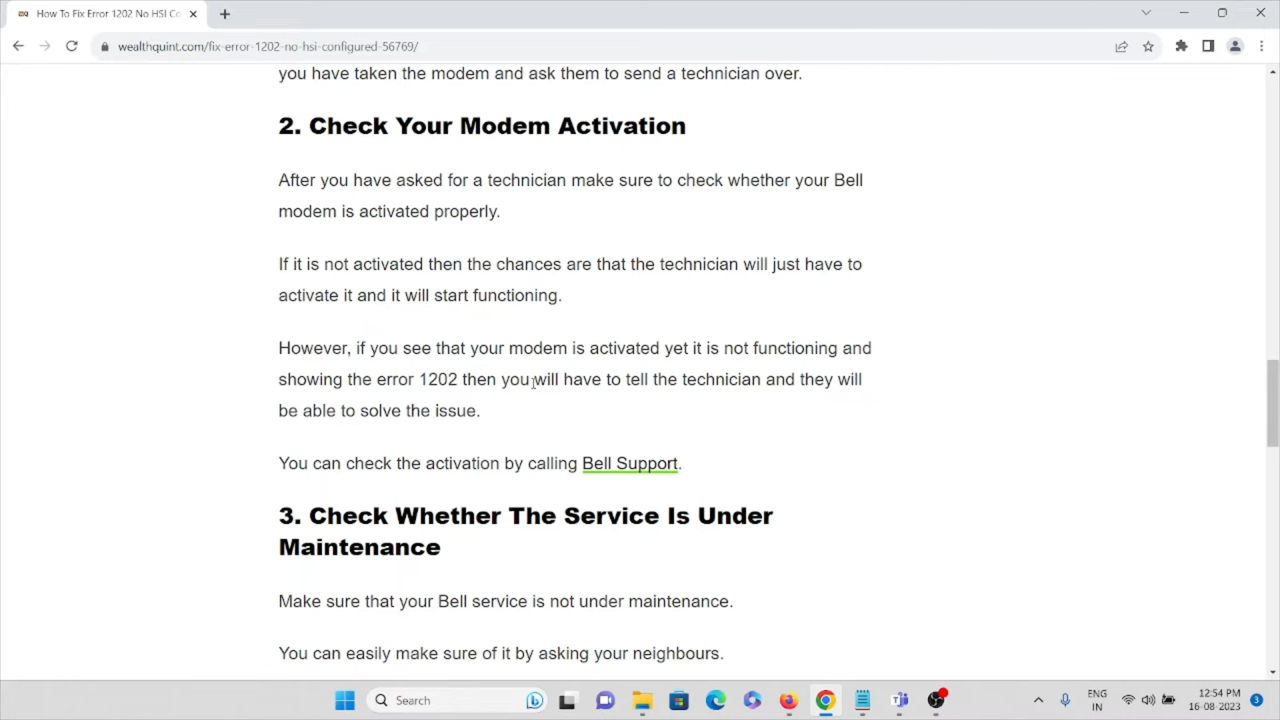 How To Fix Error 1202 No HSI Co
wealthquint.com/fix-error-1202-no-hsi-configured-56769/
you have taken the modem and ask them to send a technician over.
2. Check Your Modem Activation
After you have asked for a technician make sure to check whether your Bell
modem is activated properly.
If it is not activated then the chances are that the technician will just have to
activate it and it will start functioning.
However, if you see that your modem is activated yet it is not functioning and
showing the error 1202 then you will have to tell the technician and they will
be able to solve the issue.
You can check the activation by calling Bell Support.
3. Check Whether The Service Is Under
Maintenance
Make sure that your Bell service is not under maintenance.
You can easily make sure of it by asking your neighbours.
Search
ENG
IN
12:54 PM
16-08-2023
3